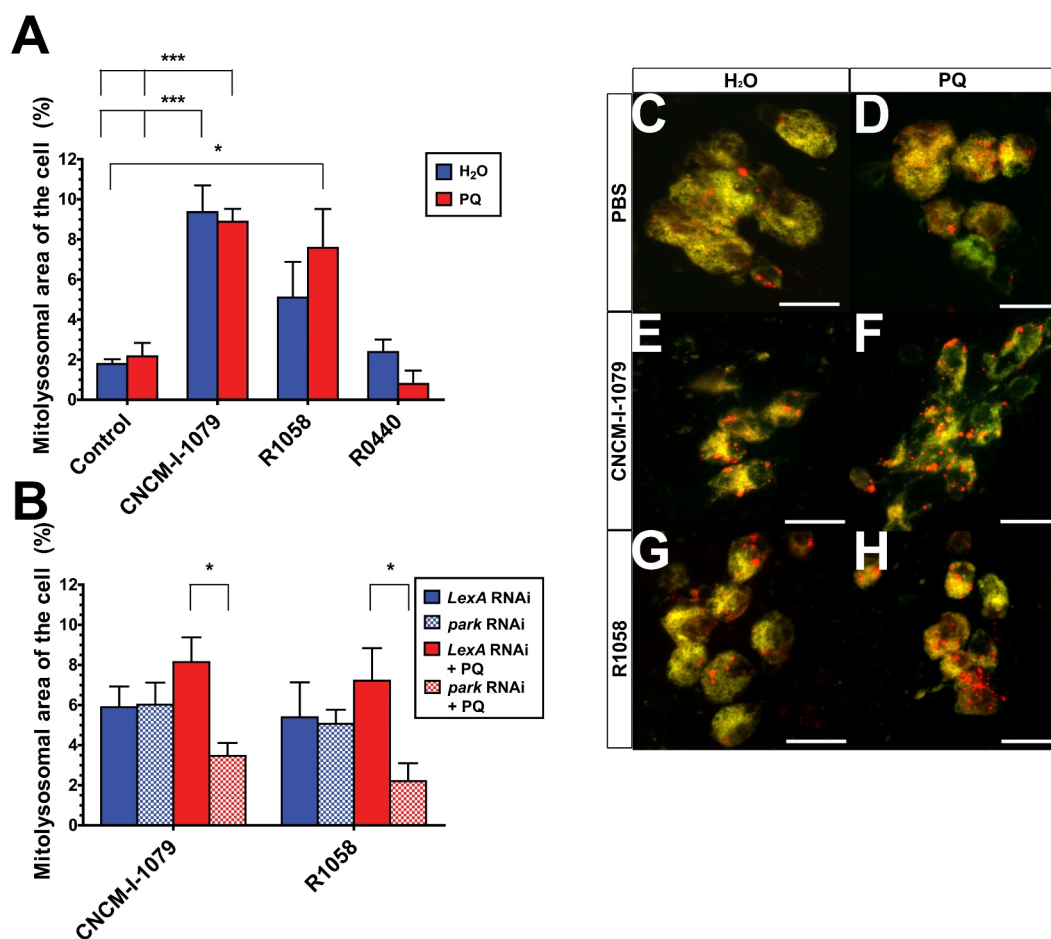 A
***
***
*
Mitolysosomal area of the cell (%)
12
10
8
6
4
2
0
H₂O
PQ
Control
CNCM-I-1079
R1058
R0440
B
Mitolysosomal area of the cell (%)
12
10
8
6
4
2
0
*
*
LexA RNAi
park RNAi
LexA RNAi
+ PQ
park RNAi
+ PQ
CNCM-I-1079
R1058
H₂O
PQ
PBS
C
D
CNCM-I-1079
E
F
R1058
G
H